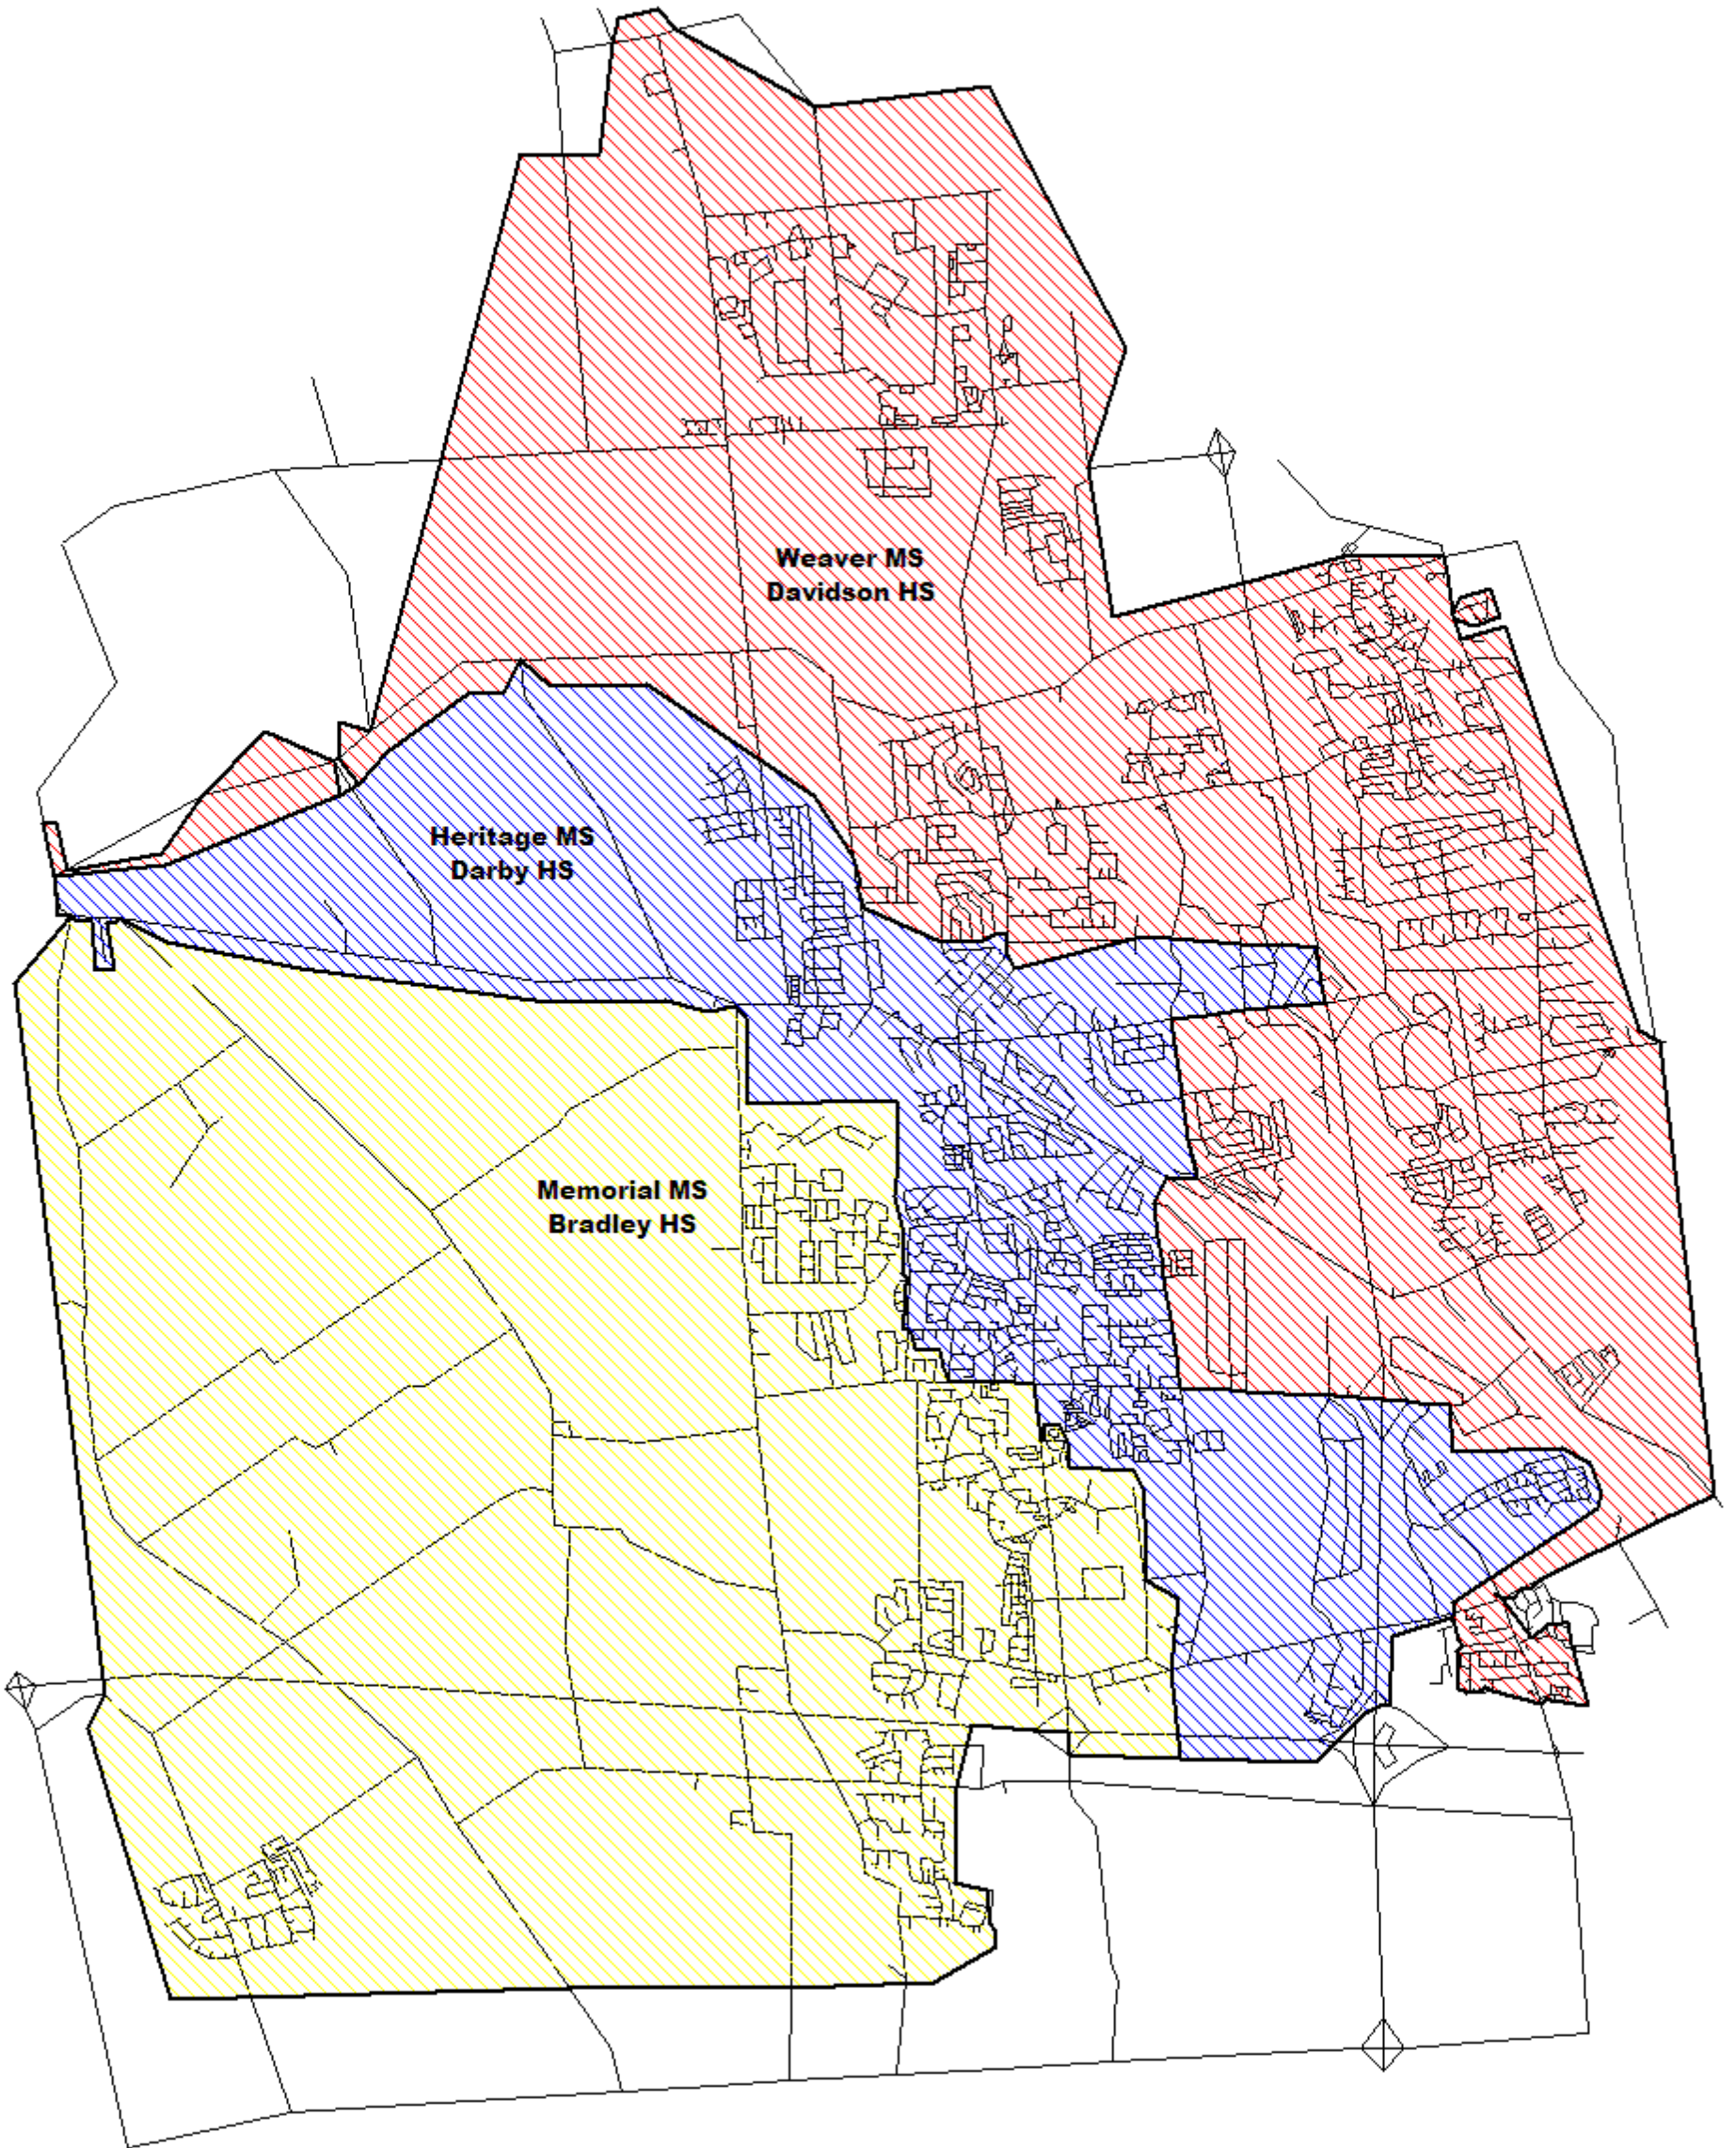 Weaver MS
Davidson HS
Heritage MS
Darby HS
Memorial MS
Bradley HS